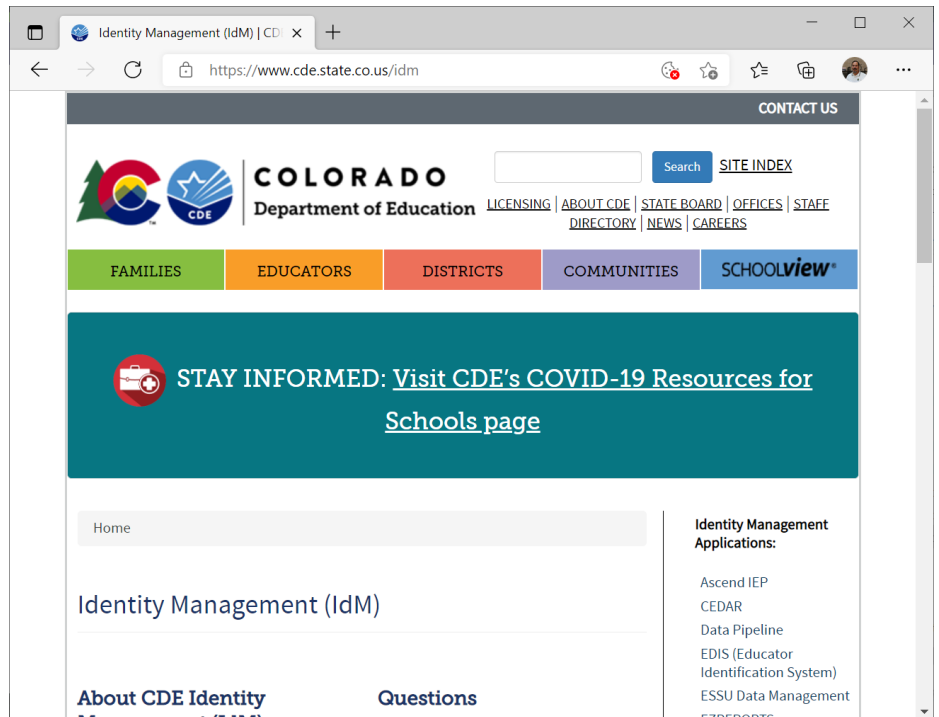 Identity Management (IdM) | CD
https://www.cde.state.co.us/idm
CONTACT US
CDE
COLORADO
Department of Education
Search
SITE INDEX
LICENSING | ABOUT CDE | STATE BOARD | OFFICES | STAFF
DIRECTORY | NEWS | CAREERS
FAMILIES
EDUCATORS
DISTRICTS
COMMUNITIES
SCHOOLview®
STAY INFORMED: Visit CDE's COVID-19 Resources for
Schools page
Home
Identity Management (IdM)
About CDE Identity
Questions
Identity Management
Applications:
Ascend IEP
CEDAR
Data Pipeline
EDIS (Educator
Identification System)
ESSU Data Management